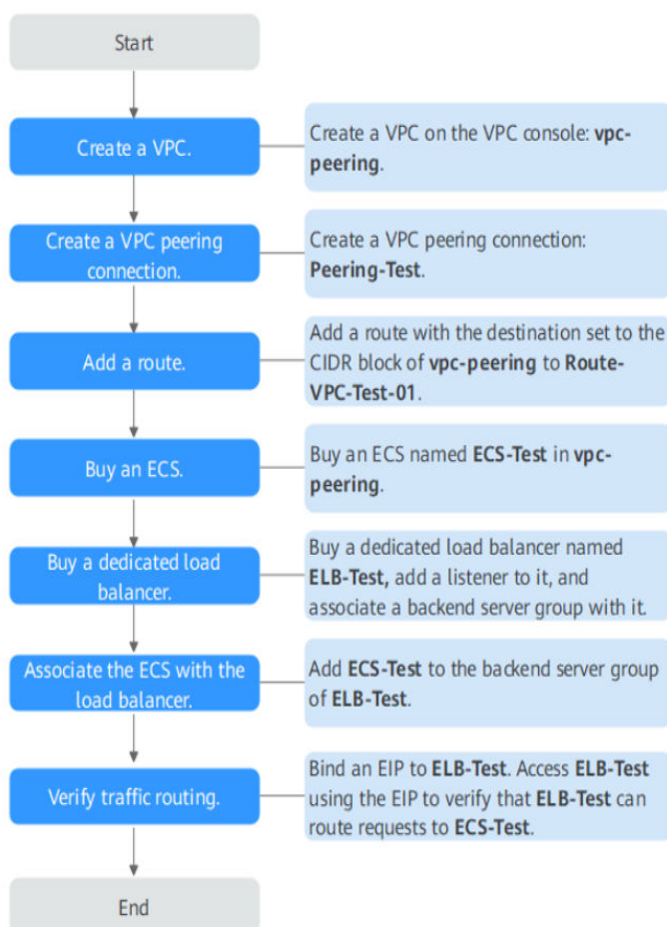 Start
Create a VPC.
Create a VPC on the VPC console: vpc-
peering.
Create a VPC peering
connection.
Create a VPC peering connection:
Peering-Test.
Add a route.
Add a route with the destination set to the
CIDR block of vpc-peering to Route-
VPC-Test-01.
Buy an ECS.
Buy an ECS named ECS-Test in vpc-
peering.
Buy a dedicated load
balancer.
Buy a dedicated load balancer named
ELB-Test, add a listener to it, and
associate a backend server group with it.
Associate the ECS with the
load balancer.
Add ECS-Test to the backend server group
of ELB-Test.
Verify traffic routing.
Bind an EIP to ELB-Test. Access ELB-Test
using the EIP to verify that ELB-Test can
route requests to ECS-Test.
End